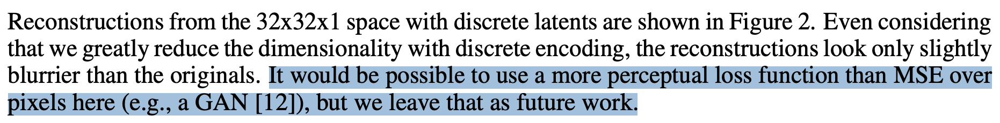 Reconstructions from the 32x32x1 space with discrete latents are shown in Figure 2. Even considering
that we greatly reduce the dimensionality with discrete encoding, the reconstructions look only slightly
blurrier than the originals. It would be possible to use a more perceptual loss function than MSE over
pixels here (e.g., a GAN [12]), but we leave that as future work.